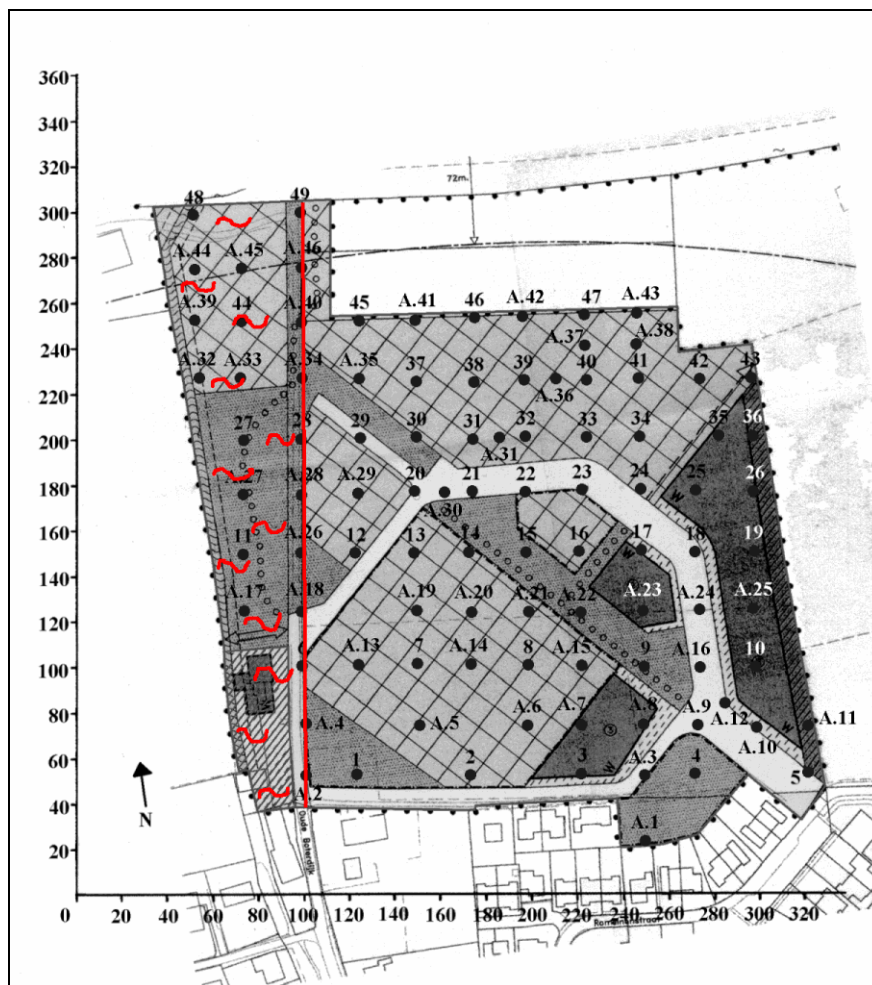 360
340
320
300
280
260
240
220
200
180
160
140
120
100
80
60
40
20
0 20 40 60 80 100 120 140 160 180 200 220 240 260 280 300 320
72m.
48 49
A.44 A.45 A.46
A.39 44 A.40 45 A.41 46 A.42 47 A.43
A.37 A.38
A.32 A.33 A.34 A.35 37 38 39 A.36 40 41 42 43
27 28 29 30 31 A.31 32 33 34 35 36
A.27 A.28 A.29 20 A.30 21 22 23 24 25 26
11 A.26 12 13 14 15 16 17 18 19
A.17 A.18 A.19 A.20 A.21 A.22 A.23 A.24 A.25
6 A.13 7 A.14 8 A.15 9 A.16 10
A.4 A.5 A.6 A.7 A.8 A.9 A.12 A.10 A.11
1 2 3 A.3 4 5
A.2
A.1
W
W
W
W
W
N
Oude Boterdijk